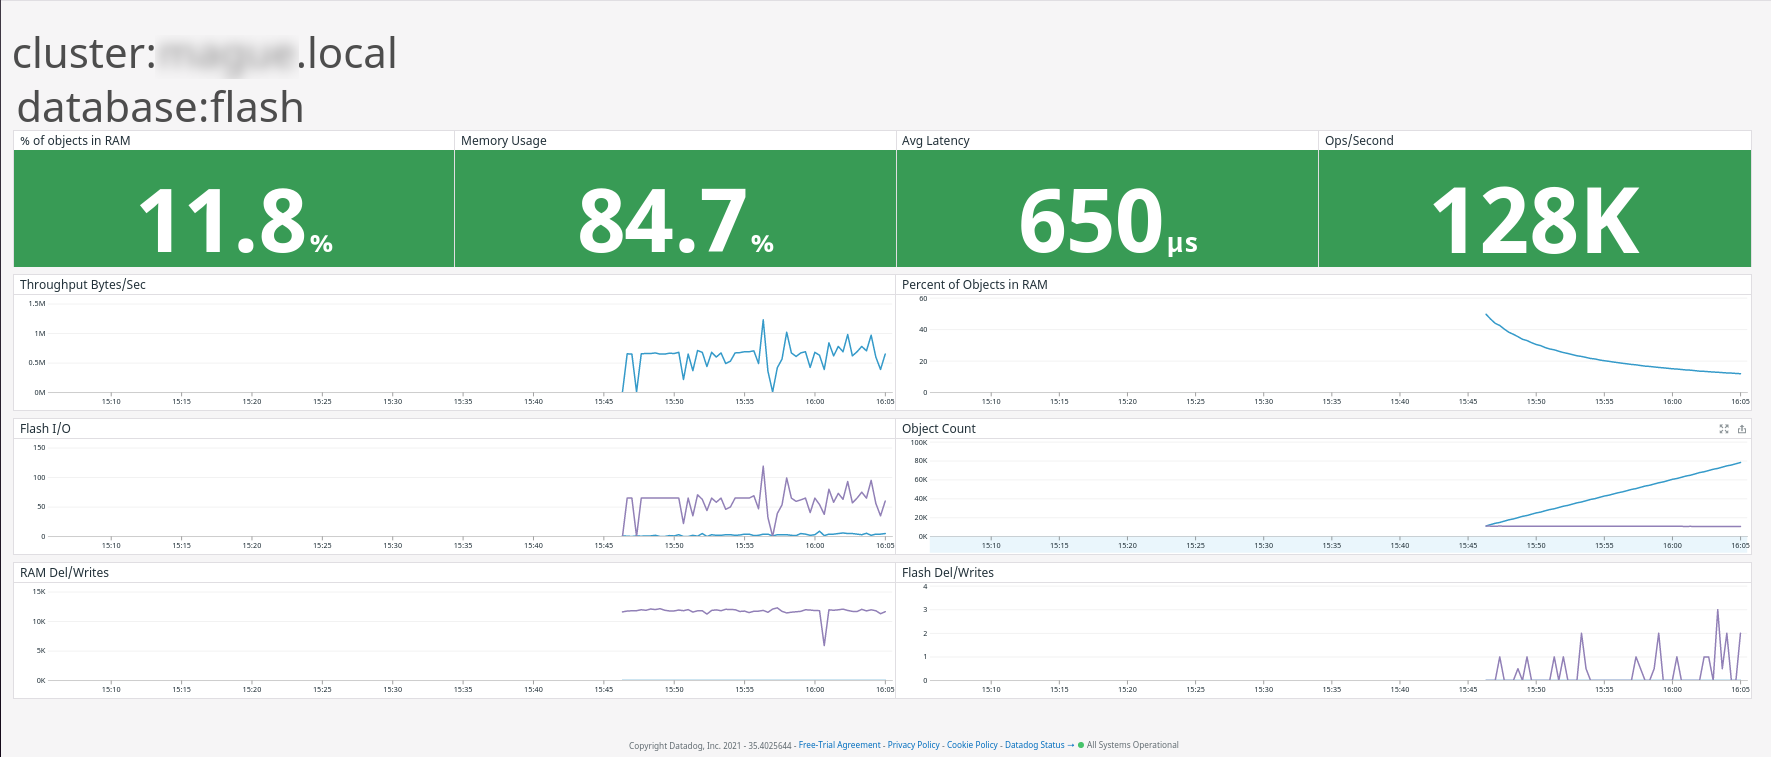 cluster: .local
database:flash
% of objects in RAM
11.8 %
Memory Usage
84.7 %
Avg Latency
650 µs
Ops/Second
128K
Throughput Bytes/Sec
1.5M
1M
0.5M
0M
15:10 15:15 15:20 15:25 15:30 15:35 15:40 15:45 15:50 15:55 16:00 16:05
Percent of Objects in RAM
60
40
20
0
15:10 15:15 15:20 15:25 15:30 15:35 15:40 15:45 15:50 15:55 16:00 16:05
Flash I/O
150
100
50
0
15:10 15:15 15:20 15:25 15:30 15:35 15:40 15:45 15:50 15:55 16:00 16:05
Object Count
100K
80K
60K
40K
20K
0K
15:10 15:15 15:20 15:25 15:30 15:35 15:40 15:45 15:50 15:55 16:00 16:05
RAM Del/Writes
15K
10K
5K
0K
15:10 15:15 15:20 15:25 15:30 15:35 15:40 15:45 15:50 15:55 16:00 16:05
Flash Del/Writes
4
3
2
1
0
15:10 15:15 15:20 15:25 15:30 15:35 15:40 15:45 15:50 15:55 16:00 16:05
Copyright Datadog, Inc. 2021 - 35.4025644 - Free-Trial Agreement - Privacy Policy - Cookie Policy - Datadog Status → All Systems Operational